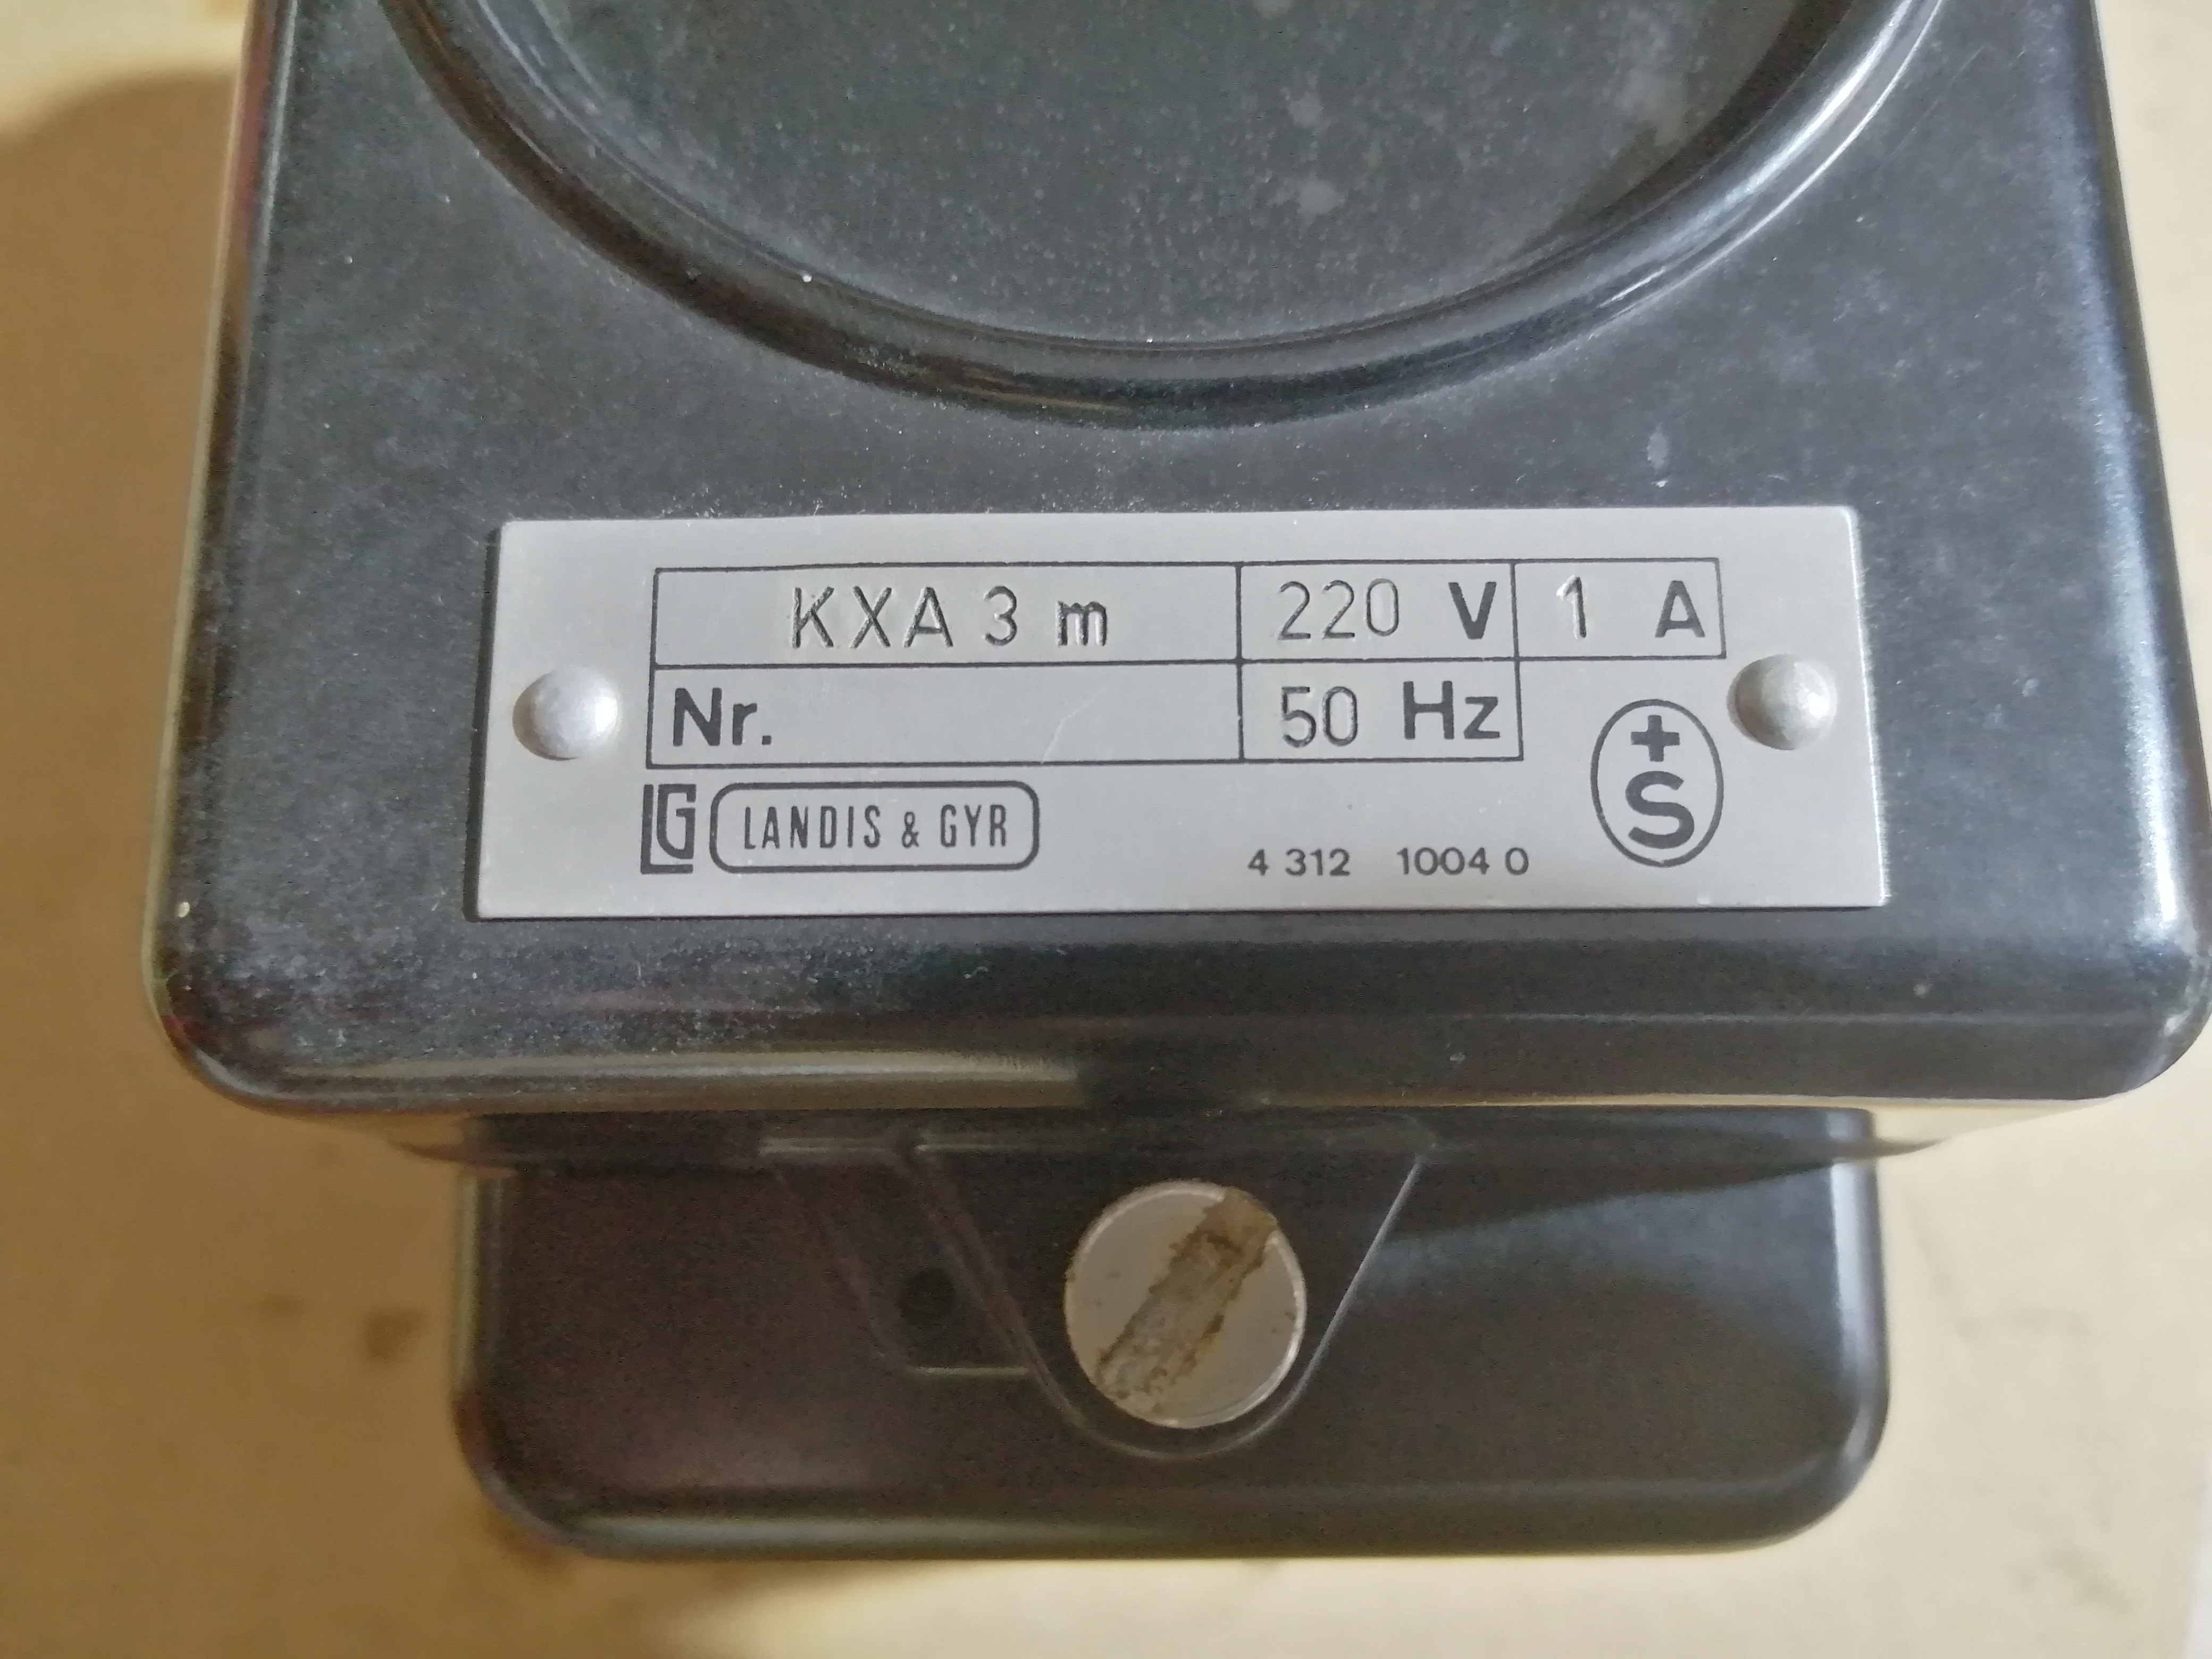 KXA 3 m 220 V 1 A
Nr. 50 Hz
+S
LG LANDIS & GYR
4 312 1004 0